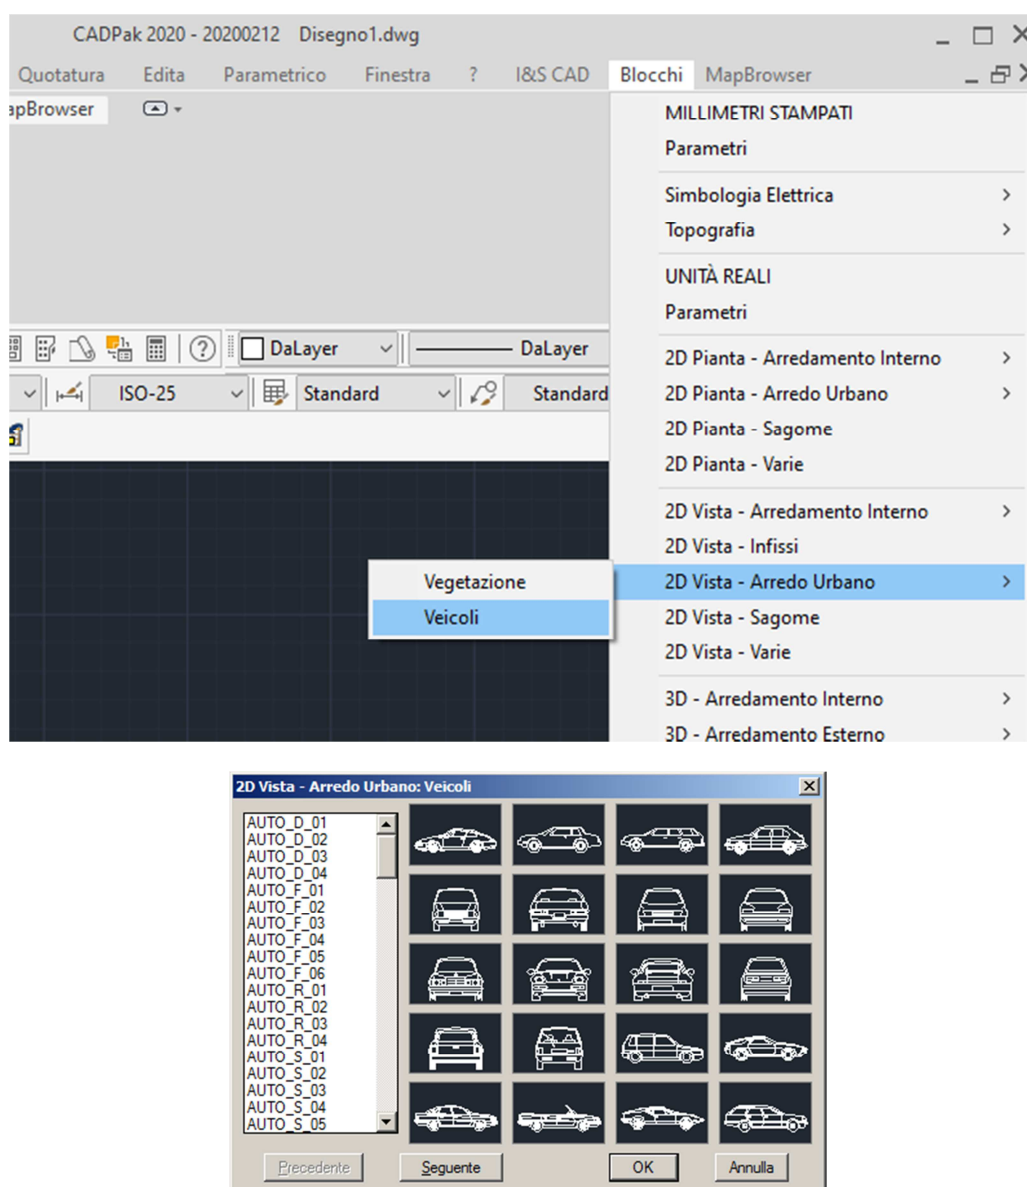 CADPak 2020 - 20200212 Disegno1.dwg
Quotatura Edita Parametrico Finestra ? I&S CAD Blocchi MapBrowser
apBrowser
MILLIMETRI STAMPATI
Parametri
Simbologia Elettrica
Topografia
UNITÀ REALI
Parametri
DaLayer DaLayer
2D Pianta - Arredamento Interno
ISO-25 Standard Standard
2D Pianta - Arredo Urbano
2D Pianta - Sagome
2D Pianta - Varie
2D Vista - Arredamento Interno
2D Vista - Infissi
Vegetazione
2D Vista - Arredo Urbano
Veicoli
2D Vista - Sagome
2D Vista - Varie
3D - Arredamento Interno
3D - Arredamento Esterno
2D Vista - Arredo Urbano: Veicoli
AUTO_D_01
AUTO_D_02
AUTO_D_03
AUTO_D_04
AUTO_F_01
AUTO_F_02
AUTO_F_03
AUTO_F_04
AUTO_F_05
AUTO_F_06
AUTO_R_01
AUTO_R_02
AUTO_R_03
AUTO_R_04
AUTO_S_01
AUTO_S_02
AUTO_S_03
AUTO_S_04
AUTO_S_05
Precedente Seguente OK Annulla